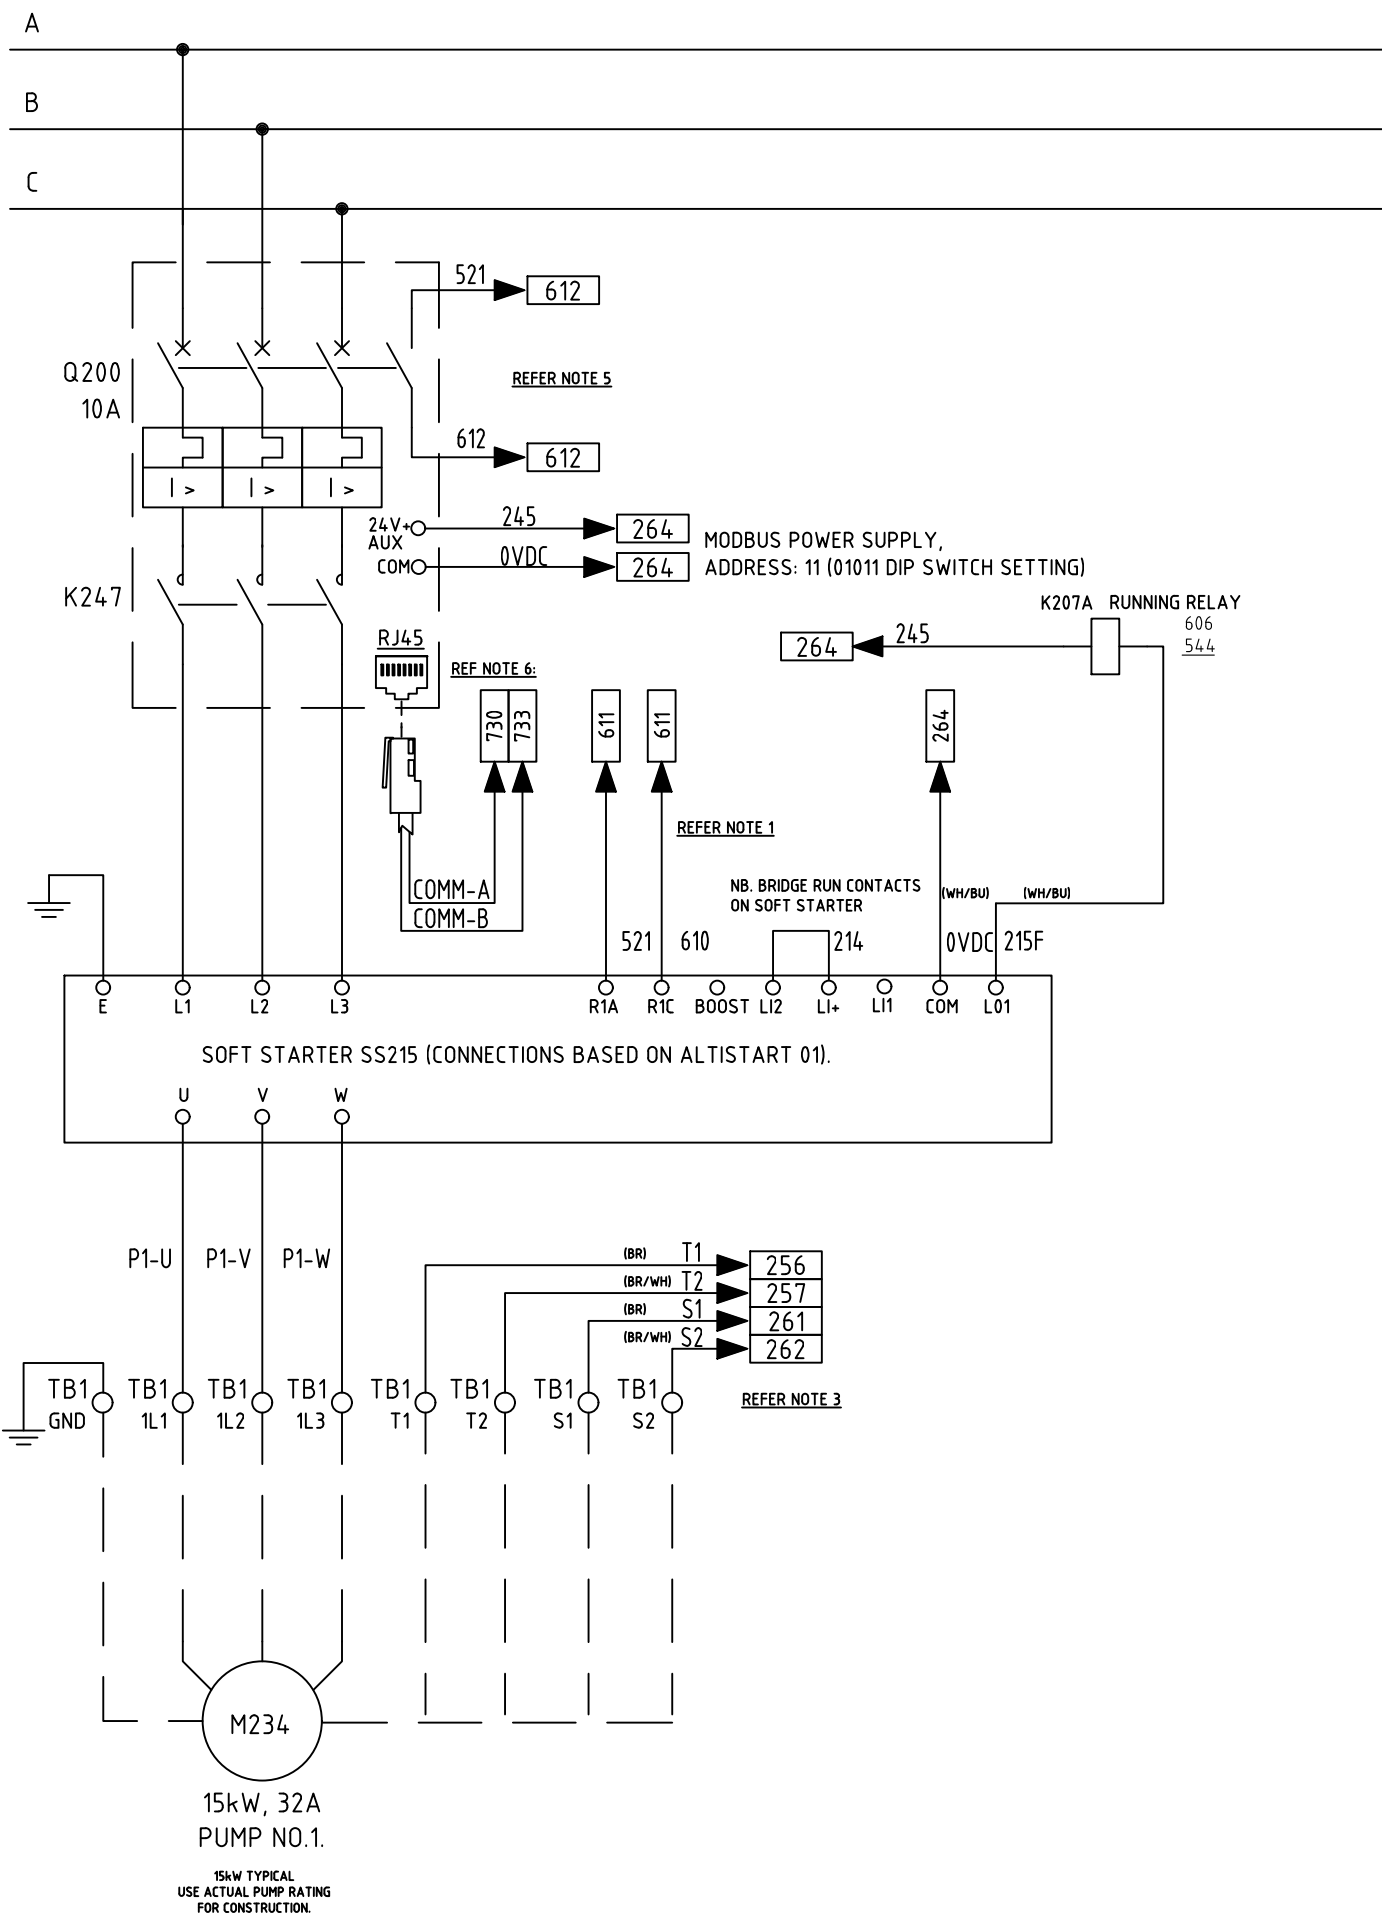 A
B
C
521
612
Q200
10A
REFER NOTE 5
612
612
I >
I >
I >
24V+
AUX
245
264
COM
0VDC
264
MODBUS POWER SUPPLY,
ADDRESS: 11 (01011 DIP SWITCH SETTING)
K247
K207A
RUNNING RELAY
606
544
264
245
RJ45
REF NOTE 6:
730
733
611
611
264
REFER NOTE 1
COMM-A
COMM-B
NB. BRIDGE RUN CONTACTS
ON SOFT STARTER
(WH/BU)
(WH/BU)
521
610
214
0VDC
215F
E
L1
L2
L3
R1A
R1C
BOOST
LI2
LI+
LI1
COM
L01
SOFT STARTER SS215 (CONNECTIONS BASED ON ALTISTART 01).
U
V
W
P1-U
P1-V
P1-W
(BR)
T1
256
(BR/WH)
T2
257
(BR)
S1
261
(BR/WH)
S2
262
REFER NOTE 3
TB1
GND
TB1
1L1
TB1
1L2
TB1
1L3
TB1
T1
TB1
T2
TB1
S1
TB1
S2
M234
15kW, 32A
PUMP NO.1.
15kW TYPICAL
USE ACTUAL PUMP RATING
FOR CONSTRUCTION.